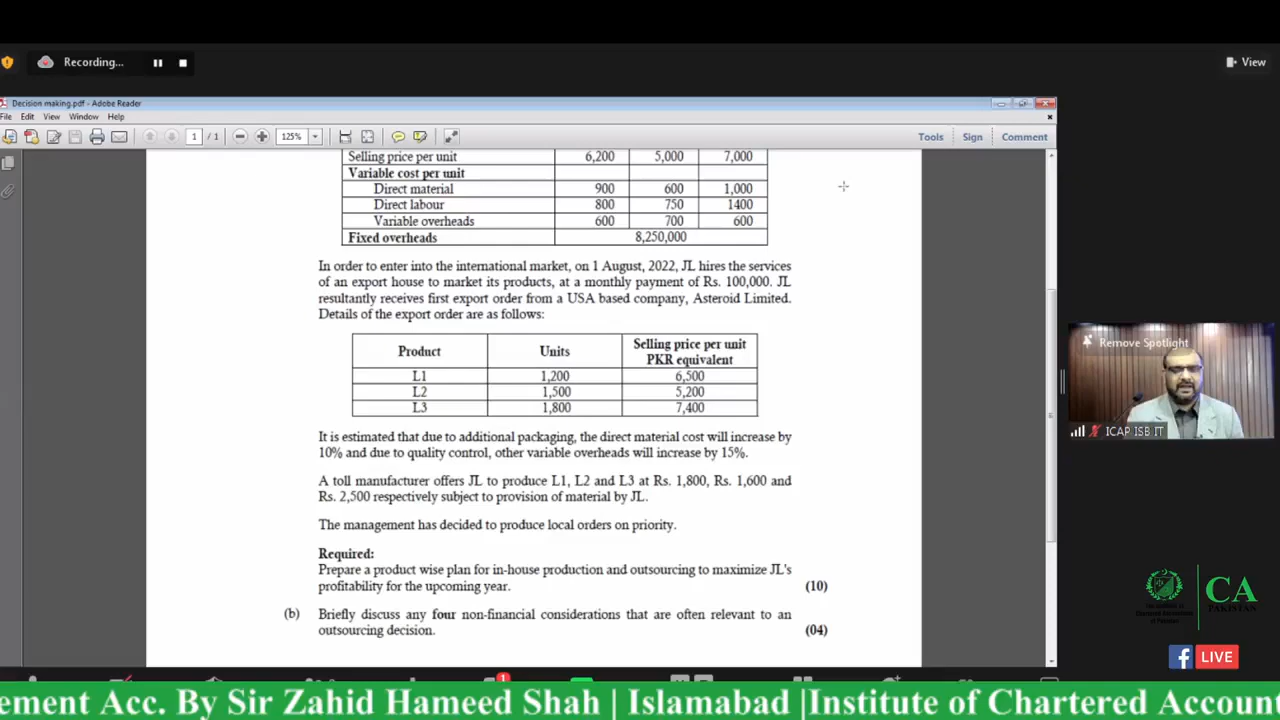 Recording...
View
Decision making.pdf - Adobe Reader
File Edit View Window Help
1 / 1 125% Tools Sign Comment
Selling price per unit 6,200 5,000 7,000
Variable cost per unit
Direct material 900 600 1,000
Direct labour 800 750 1400
Variable overheads 600 700 600
Fixed overheads 8,250,000
In order to enter into the international market, on 1 August, 2022, JL hires the services
of an export house to market its products, at a monthly payment of Rs. 100,000. JL
resultantly receives first export order from a USA based company, Asteroid Limited.
Details of the export order are as follows:
Product Units Selling price per unit
PKR equivalent
L1 1,200 6,500
L2 1,500 5,200
L3 1,800 7,400
It is estimated that due to additional packaging, the direct material cost will increase by
10% and due to quality control, other variable overheads will increase by 15%.
A toll manufacturer offers JL to produce L1, L2 and L3 at Rs. 1,800, Rs. 1,600 and
Rs. 2,500 respectively subject to provision of material by JL.
The management has decided to produce local orders on priority.
Required:
Prepare a product wise plan for in-house production and outsourcing to maximize JL's
profitability for the upcoming year. (10)
(b) Briefly discuss any four non-financial considerations that are often relevant to an
outsourcing decision. (04)
Remove Spotlight
ICAP ISB IT
CA
PAKISTAN
LIVE
1
ement Acc. By Sir Zahid Hameed Shah | Islamabad |Institute of Chartered Accoun